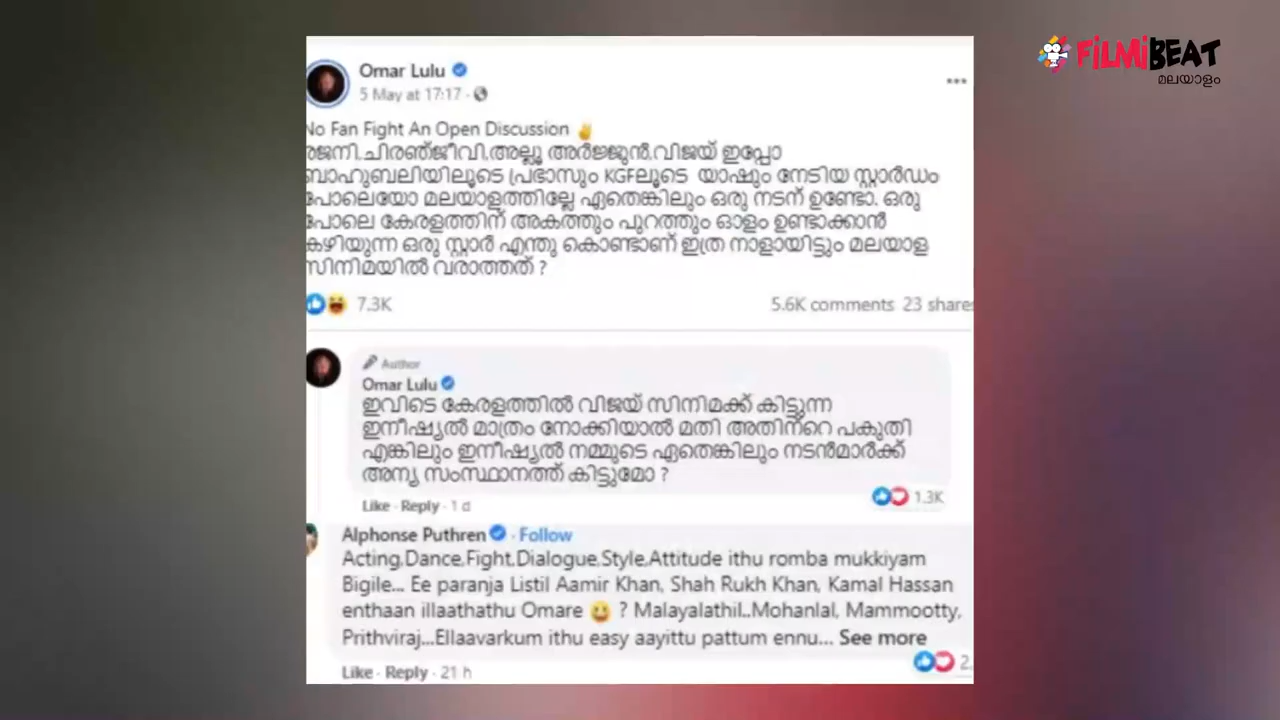 FiLMiBEAT
മലയാളം
Omar Lulu
5 May at 17:17 ·
No Fan Fight An Open Discussion ✌
രജനി,ചിരഞ്ജീവി,അല്ലൂ അർജ്ജുൻ,വിജയ് ഇപ്പോ
ബാഹുബലിയിലൂടെ പ്രഭാസും KGFലൂടെ യാഷും നേടിയ സ്റ്റാർഡം
പോലെയോ മലയാളത്തില്ലേ ഏതെങ്കിലും ഒരു നടന് ഉണ്ടോ. ഒരു
പോലെ കേരളത്തിന് അകത്തും പുറത്തും ഓളം ഉണ്ടാക്കാൻ
കഴിയുന്ന ഒരു സ്റ്റാർ എന്തു കൊണ്ടാണ് ഇത്ര നാളായിട്ടും മലയാള
സിനിമയിൽ വരാത്തത് ?
7.3K
5.6K comments 23 shares
Author
Omar Lulu
ഇവിടെ കേരളത്തിൽ വിജയ് സിനിമക്ക് കിട്ടുന്ന
ഇനീഷ്യൽ മാത്രം നോക്കിയാൽ മതി അതിന്റെ പകുതി
എങ്കിലും ഇനീഷ്യൽ നമ്മുടെ ഏതെങ്കിലും നടൻമാർക്ക്
അന്യ സംസ്ഥാനത്ത് കിട്ടുമോ ?
Like · Reply · 1 d
1.3K
Alphonse Puthren · Follow
Acting,Dance,Fight,Dialogue,Style,Attitude ithu romba mukkiyam
Bigile... Ee paranja Listil Aamir Khan, Shah Rukh Khan, Kamal Hassan
enthaan illaathathu Omare 😃 ? Malayalathil..Mohanlal, Mammootty,
Prithviraj...Ellaavarkum ithu easy aayittu pattum ennu... See more
Like · Reply · 21 h
2.